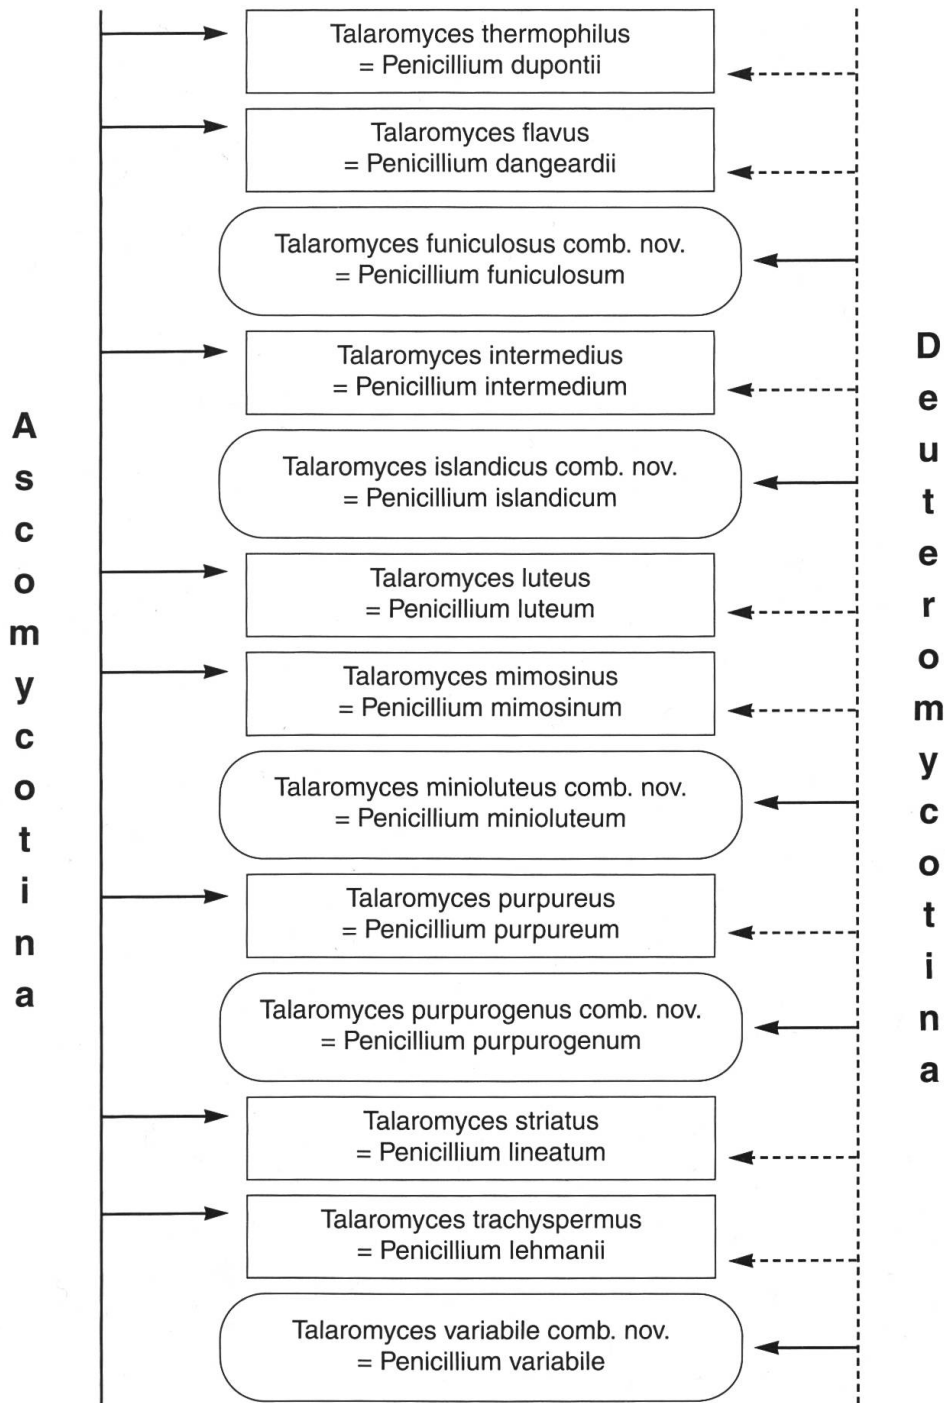 Ascomycotina
Talaromyces thermophilus
= Penicillium dupontii
Talaromyces flavus
= Penicillium dangeardii
Talaromyces funiculosus comb. nov.
= Penicillium funiculosum
Talaromyces intermedius
= Penicillium intermedium
Talaromyces islandicus comb. nov.
= Penicillium islandicum
Talaromyces luteus
= Penicillium luteum
Talaromyces mimosinus
= Penicillium mimosinum
Talaromyces minioluteus comb. nov.
= Penicillium minioluteum
Talaromyces purpureus
= Penicillium purpureum
Talaromyces purpurogenus comb. nov.
= Penicillium purpurogenum
Talaromyces striatus
= Penicillium lineatum
Talaromyces trachyspermus
= Penicillium lehmanii
Talaromyces variabile comb. nov.
= Penicillium variabile
Deuteromycotina